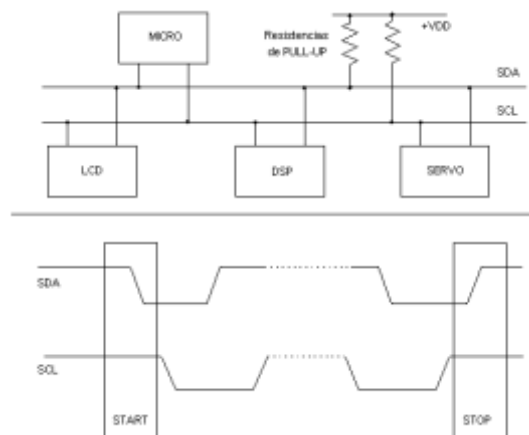 MICRO
Resistencias
de PULL-UP
+VDD
SDA
SCL
LCD
DSP
SERVO
SDA
SCL
START
STOP